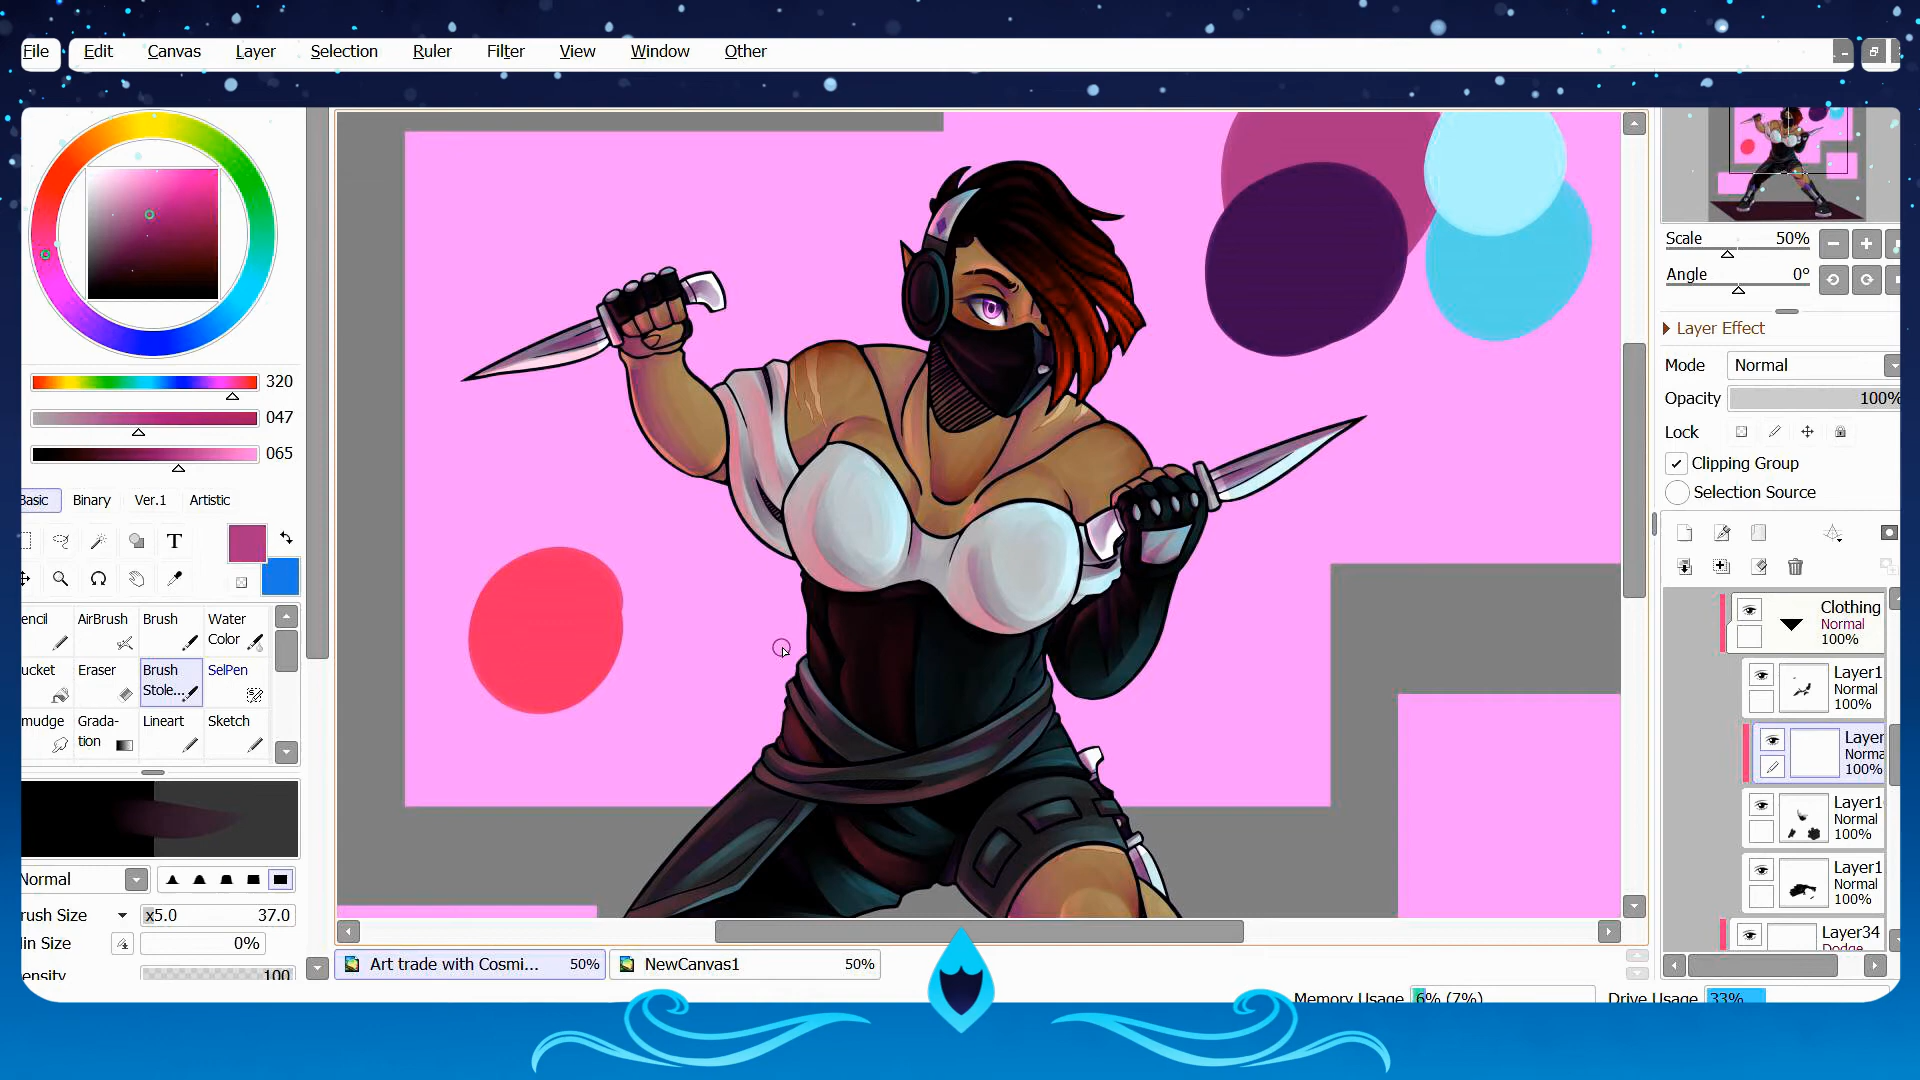 File Edit Canvas Layer Selection Ruler Filter View Window Other
Scale 50%
Angle 0°
Layer Effect
Mode Normal
Opacity 100%
Lock
Clipping Group
Selection Source
320
047
065
Basic Binary Ver.1 Artistic
T
encil AirBrush Brush Water Color
ucket Eraser Brush Stole... SelPen
mudge Grada-tion Lineart Sketch
Normal
rush Size x5.0 37.0
in Size 0%
ensity 100
Clothing
Normal
100%
Layer1
Normal
100%
Layer
Norma
100%
Layer1
Normal
100%
Layer1
Normal
100%
Layer34
Dodge
Art trade with Cosmi... 50% NewCanvas1 50%
Memory Usage 6% (7%) Drive Usage 33%